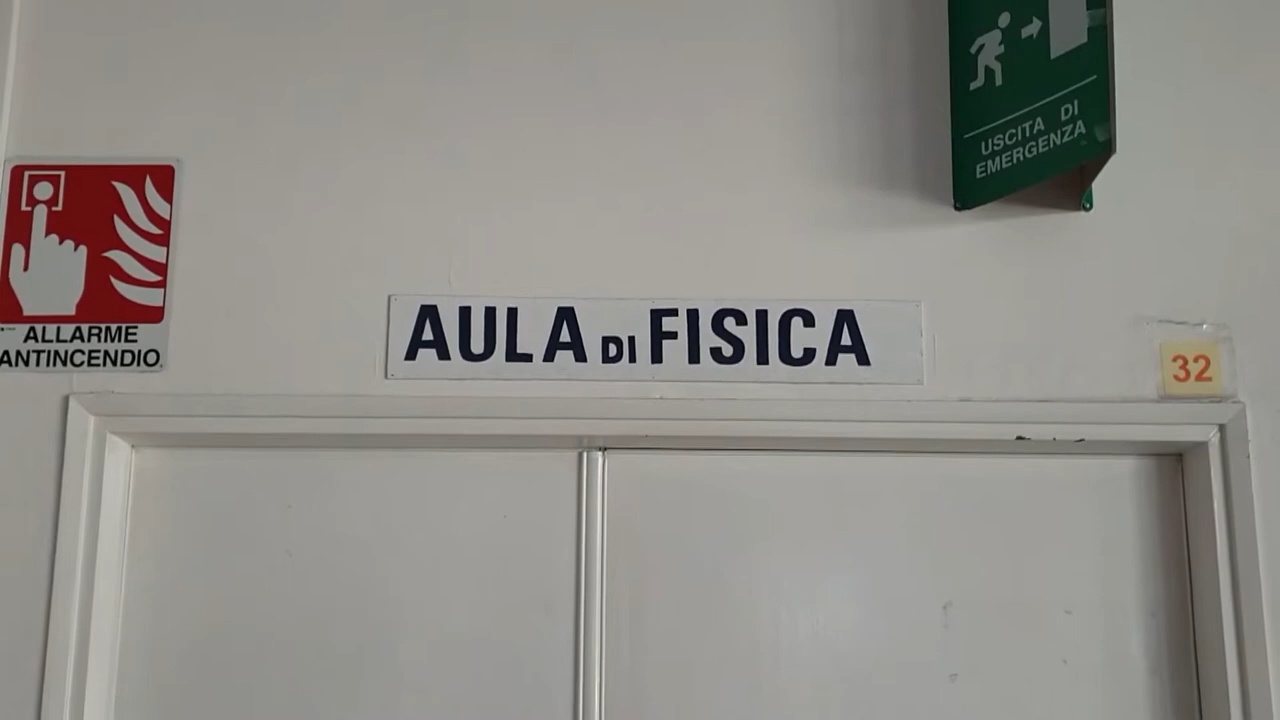 USCITA DI
EMERGENZA
AULA DI FISICA
ALLARME
ANTINCENDIO
32